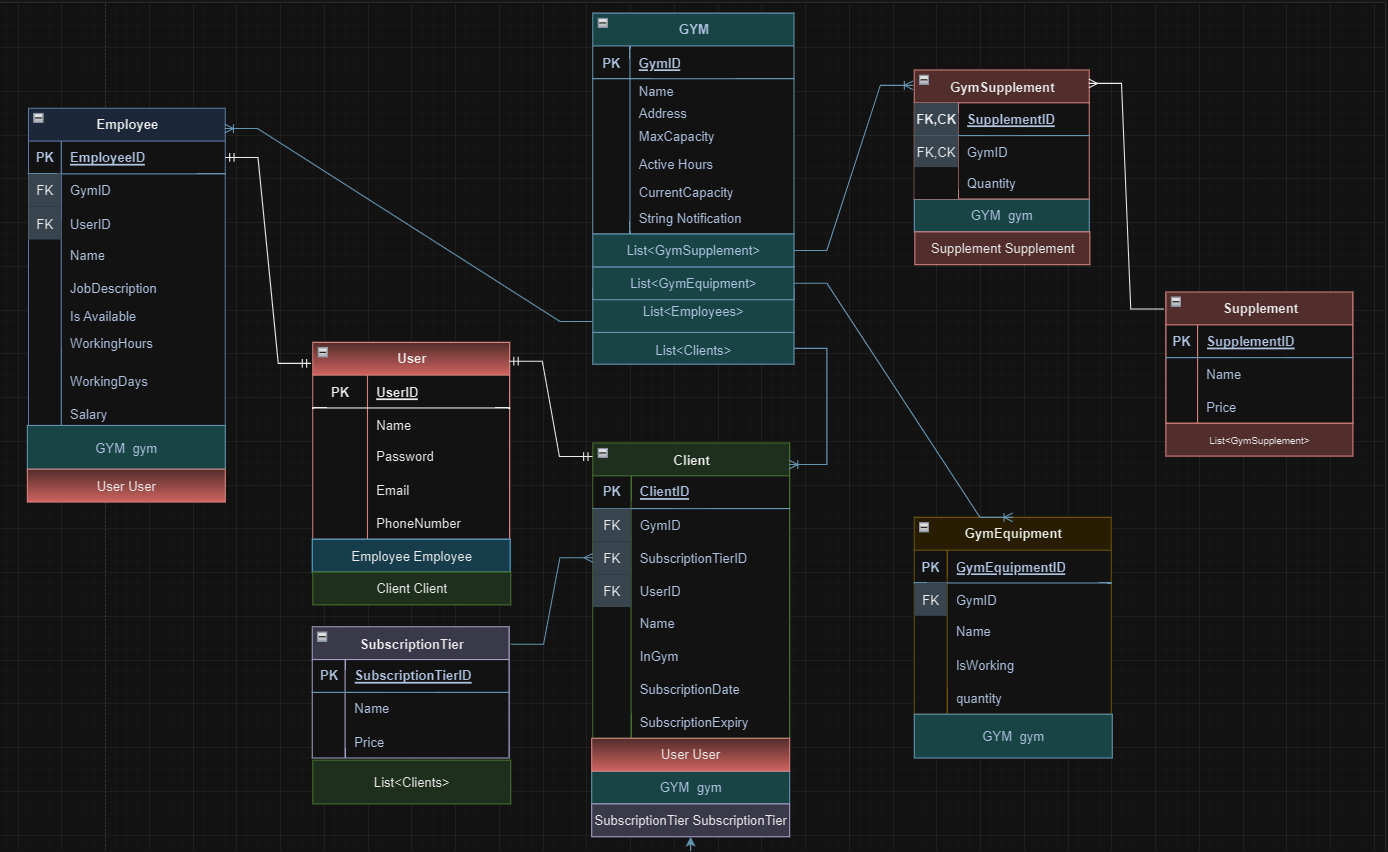 GYM
PK GymID
Name
Address
MaxCapacity
Active Hours
CurrentCapacity
String Notification
List<GymSupplement>
List<GymEquipment>
List<Employees>
List<Clients>
Employee
PK EmployeeID
FK GymID
FK UserID
Name
JobDescription
Is Available
WorkingHours
WorkingDays
Salary
GYM gym
User User
GymSupplement
FK,CK SupplementID
FK,CK GymID
Quantity
GYM gym
Supplement Supplement
Supplement
PK SupplementID
Name
Price
List<GymSupplement>
User
PK UserID
Name
Password
Email
PhoneNumber
Employee Employee
Client Client
Client
PK ClientID
FK GymID
FK SubscriptionTierID
FK UserID
Name
InGym
SubscriptionDate
SubscriptionExpiry
User User
GYM gym
SubscriptionTier SubscriptionTier
GymEquipment
PK GymEquipmentID
FK GymID
Name
IsWorking
quantity
GYM gym
SubscriptionTier
PK SubscriptionTierID
Name
Price
List<Clients>